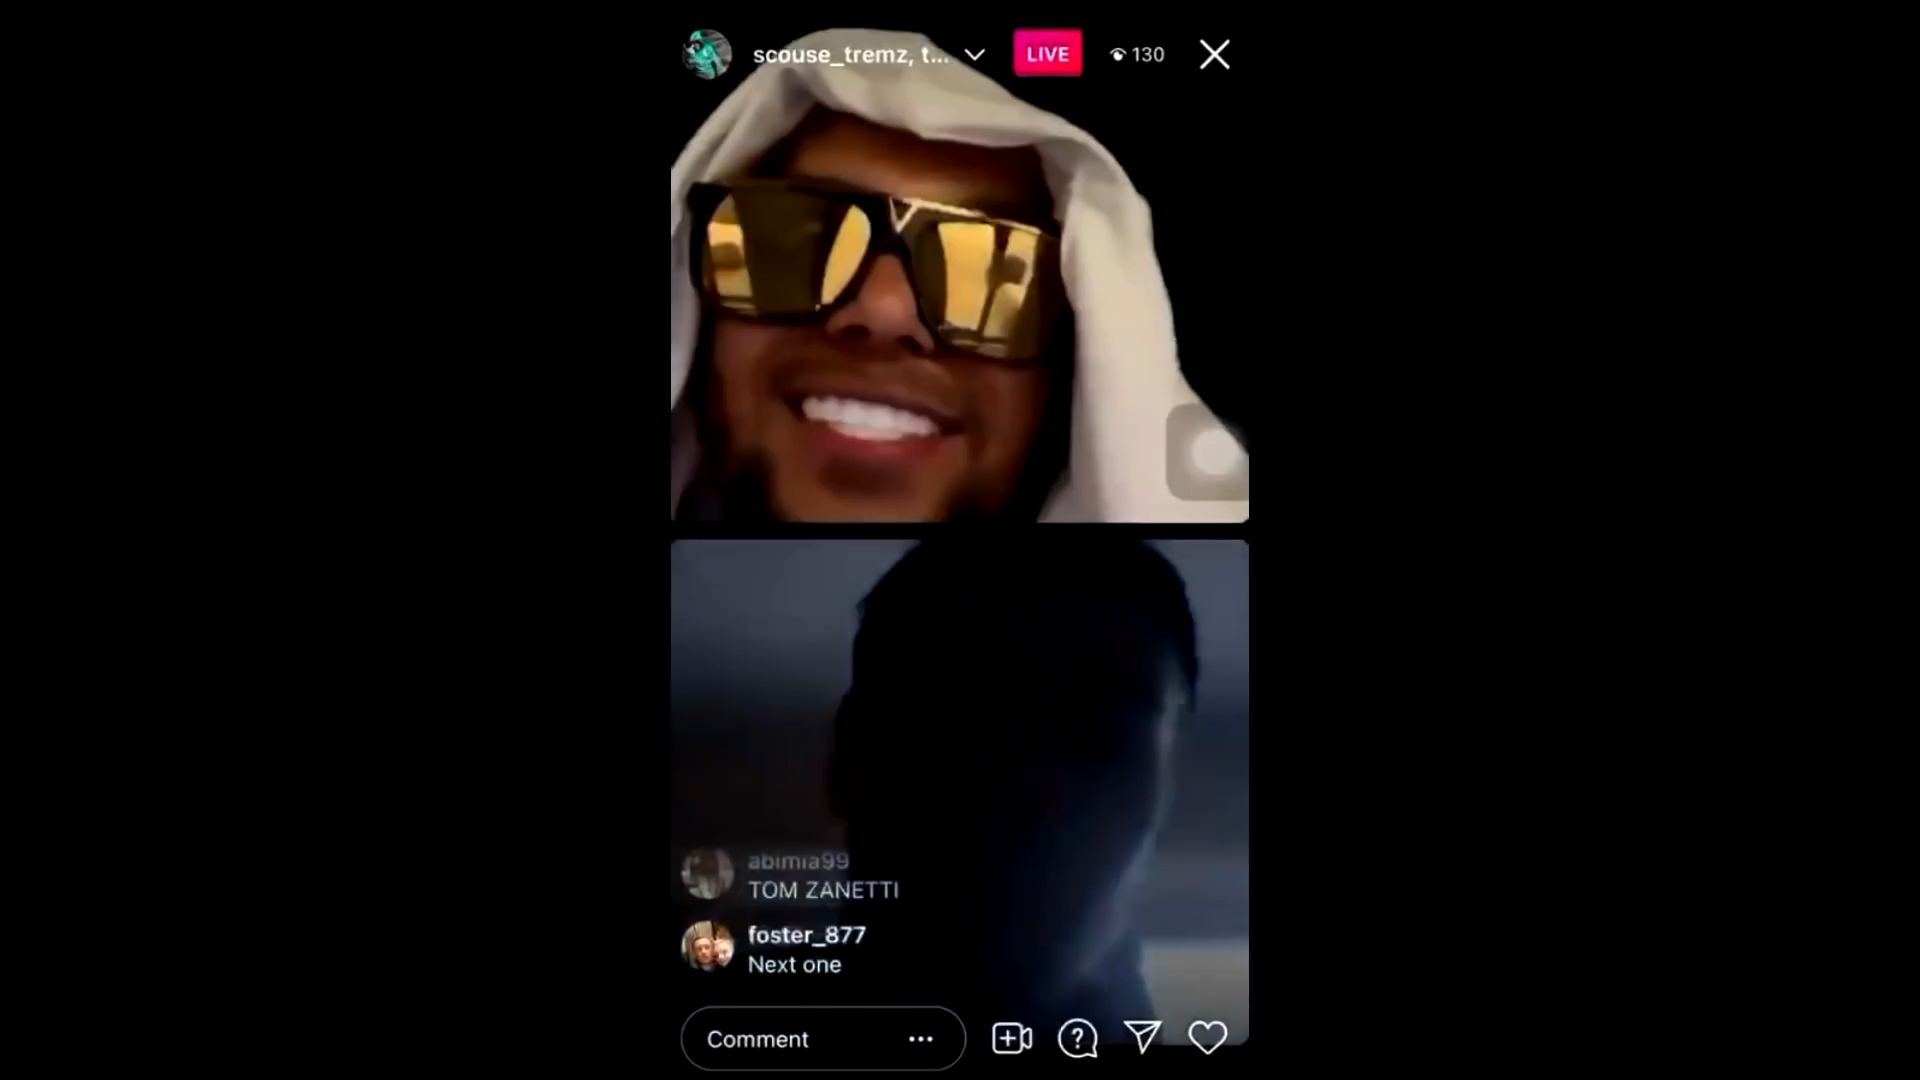 scouse_tremz, t...
LIVE
130
abimia99
TOM ZANETTI
foster_877
Next one
Comment